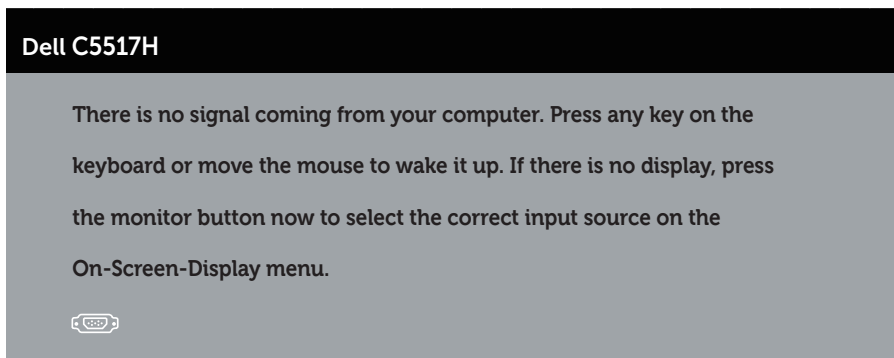 Dell C5517H
There is no signal coming from your computer. Press any key on the
keyboard or move the mouse to wake it up. If there is no display, press
the monitor button now to select the correct input source on the
On-Screen-Display menu.